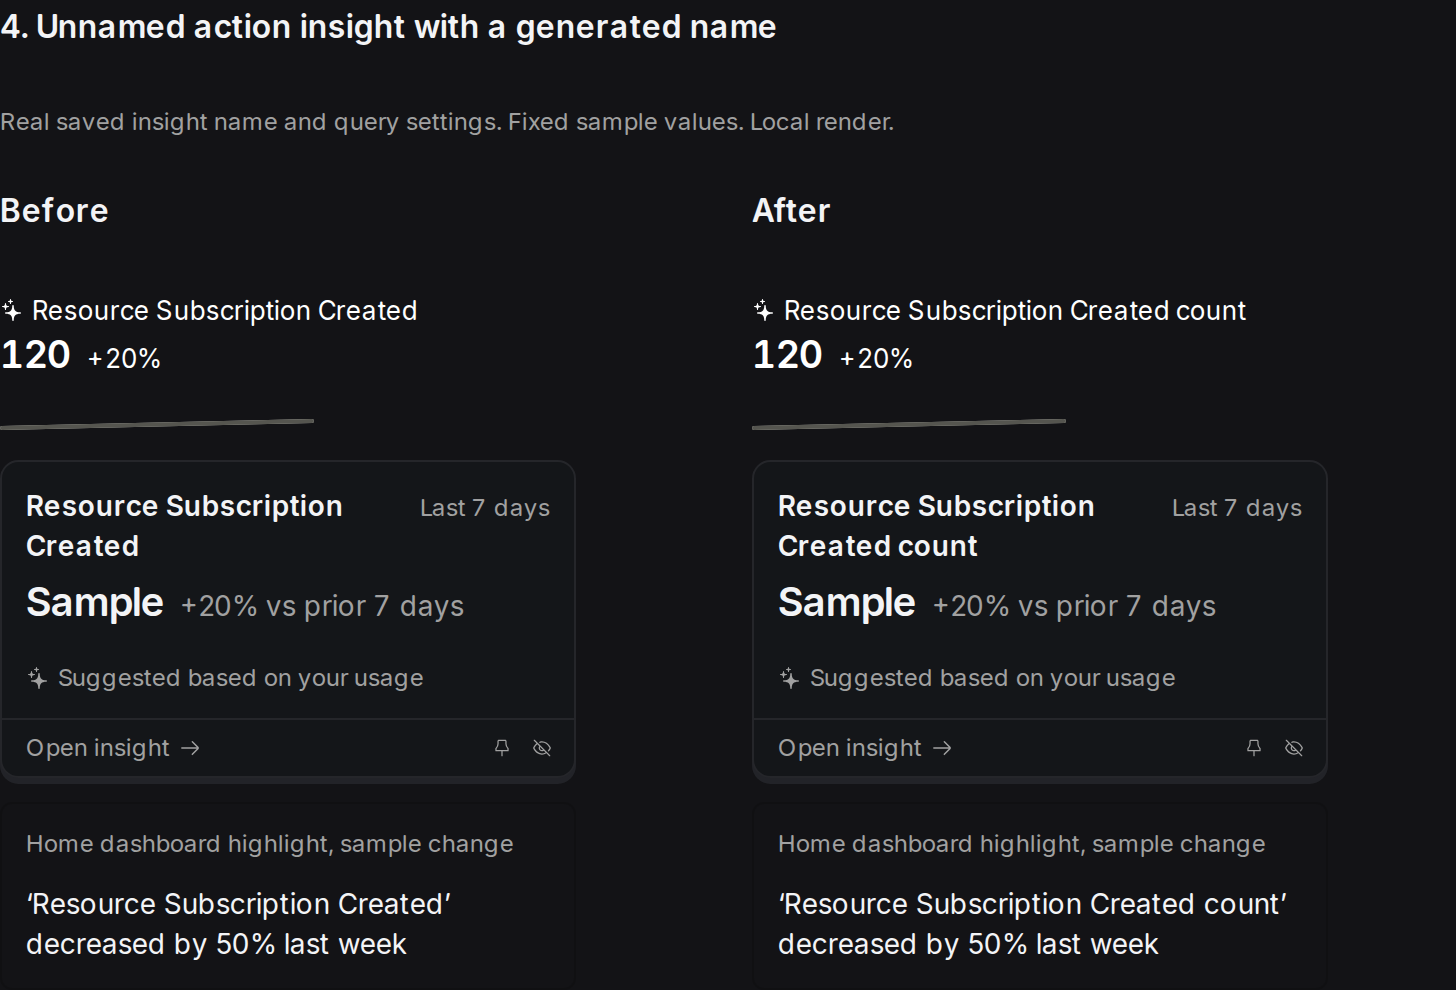 4. Unnamed action insight with a generated name
Real saved insight name and query settings. Fixed sample values. Local render.
Before
Resource Subscription Created
120 +20%
Resource Subscription Last 7 days
Created
Sample +20% vs prior 7 days
Suggested based on your usage
Open insight →
Home dashboard highlight, sample change
‘Resource Subscription Created’
decreased by 50% last week
After
Resource Subscription Created count
120 +20%
Resource Subscription Last 7 days
Created count
Sample +20% vs prior 7 days
Suggested based on your usage
Open insight →
Home dashboard highlight, sample change
‘Resource Subscription Created count’
decreased by 50% last week